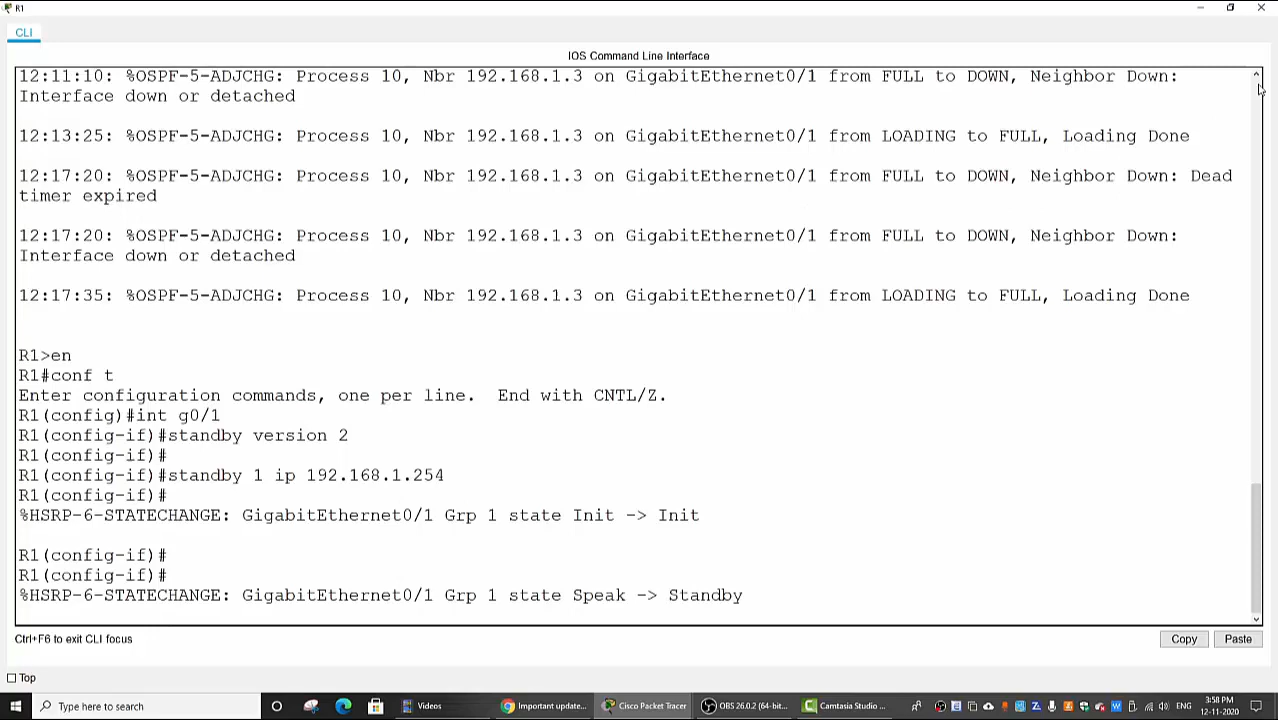 R1
CLI
IOS Command Line Interface
12:11:10: %OSPF-5-ADJCHG: Process 10, Nbr 192.168.1.3 on GigabitEthernet0/1 from FULL to DOWN, Neighbor Down:
Interface down or detached
12:13:25: %OSPF-5-ADJCHG: Process 10, Nbr 192.168.1.3 on GigabitEthernet0/1 from LOADING to FULL, Loading Done
12:17:20: %OSPF-5-ADJCHG: Process 10, Nbr 192.168.1.3 on GigabitEthernet0/1 from FULL to DOWN, Neighbor Down: Dead
timer expired
12:17:20: %OSPF-5-ADJCHG: Process 10, Nbr 192.168.1.3 on GigabitEthernet0/1 from FULL to DOWN, Neighbor Down:
Interface down or detached
12:17:35: %OSPF-5-ADJCHG: Process 10, Nbr 192.168.1.3 on GigabitEthernet0/1 from LOADING to FULL, Loading Done
R1>en
R1#conf t
Enter configuration commands, one per line.  End with CNTL/Z.
R1(config)#int g0/1
R1(config-if)#standby version 2
R1(config-if)#
R1(config-if)#standby 1 ip 192.168.1.254
R1(config-if)#
%HSRP-6-STATECHANGE: GigabitEthernet0/1 Grp 1 state Init -> Init
R1(config-if)#
R1(config-if)#
%HSRP-6-STATECHANGE: GigabitEthernet0/1 Grp 1 state Speak -> Standby
Ctrl+F6 to exit CLI focus
Copy Paste
Top
Type here to search Videos Important update... Cisco Packet Tracer OBS 26.0.2 (64-bit... Camtasia Studio ... ENG 3:58 PM
12-11-2020